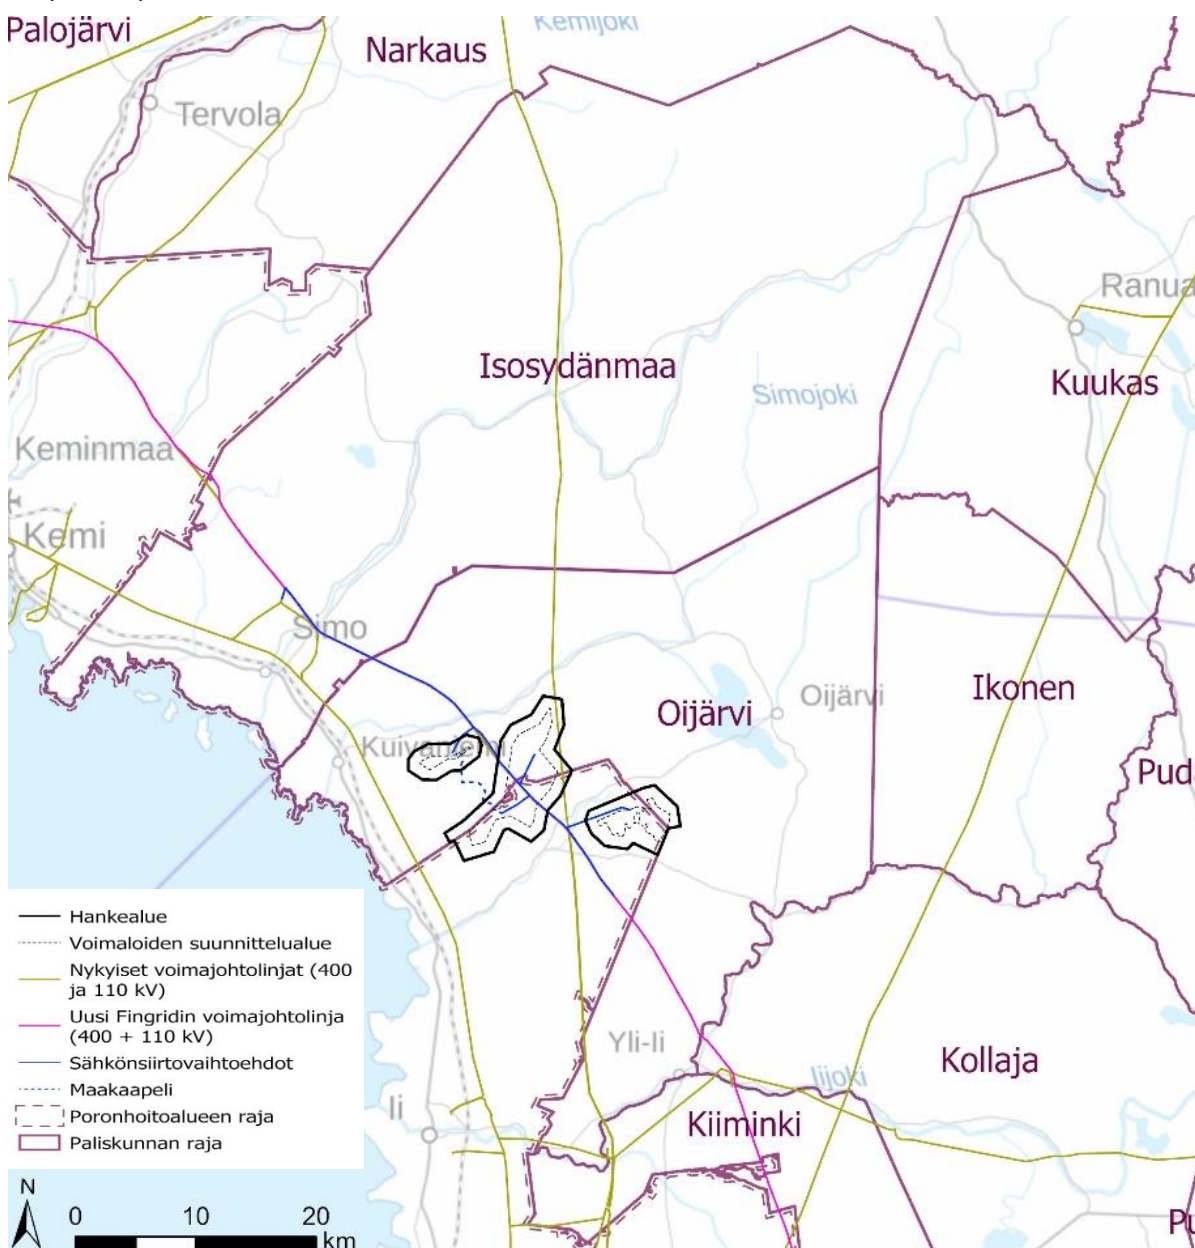 Palojärvi
Narkaus
Kemijoki
Tervola
Ranua
Isosydänmaa
Simojoki
Kuukas
Keminmaa
Kemi
Simo
Oijärvi
Oijärvi
Ikonen
Kuivaniemi
Hankealue
Voimaloiden suunnittelualue
Nykyiset voimajohtolinjat (400
ja 110 kV)
Uusi Fingridin voimajohtolinja
(400 + 110 kV)
Sähkönsiirtovaihtoehdot
Maakaapeli
Poronhoitoalueen raja
Paliskunnan raja
Yli-Ii
Iijoki
Kollaja
Ii
Kiiminki
N
0 10 20
km